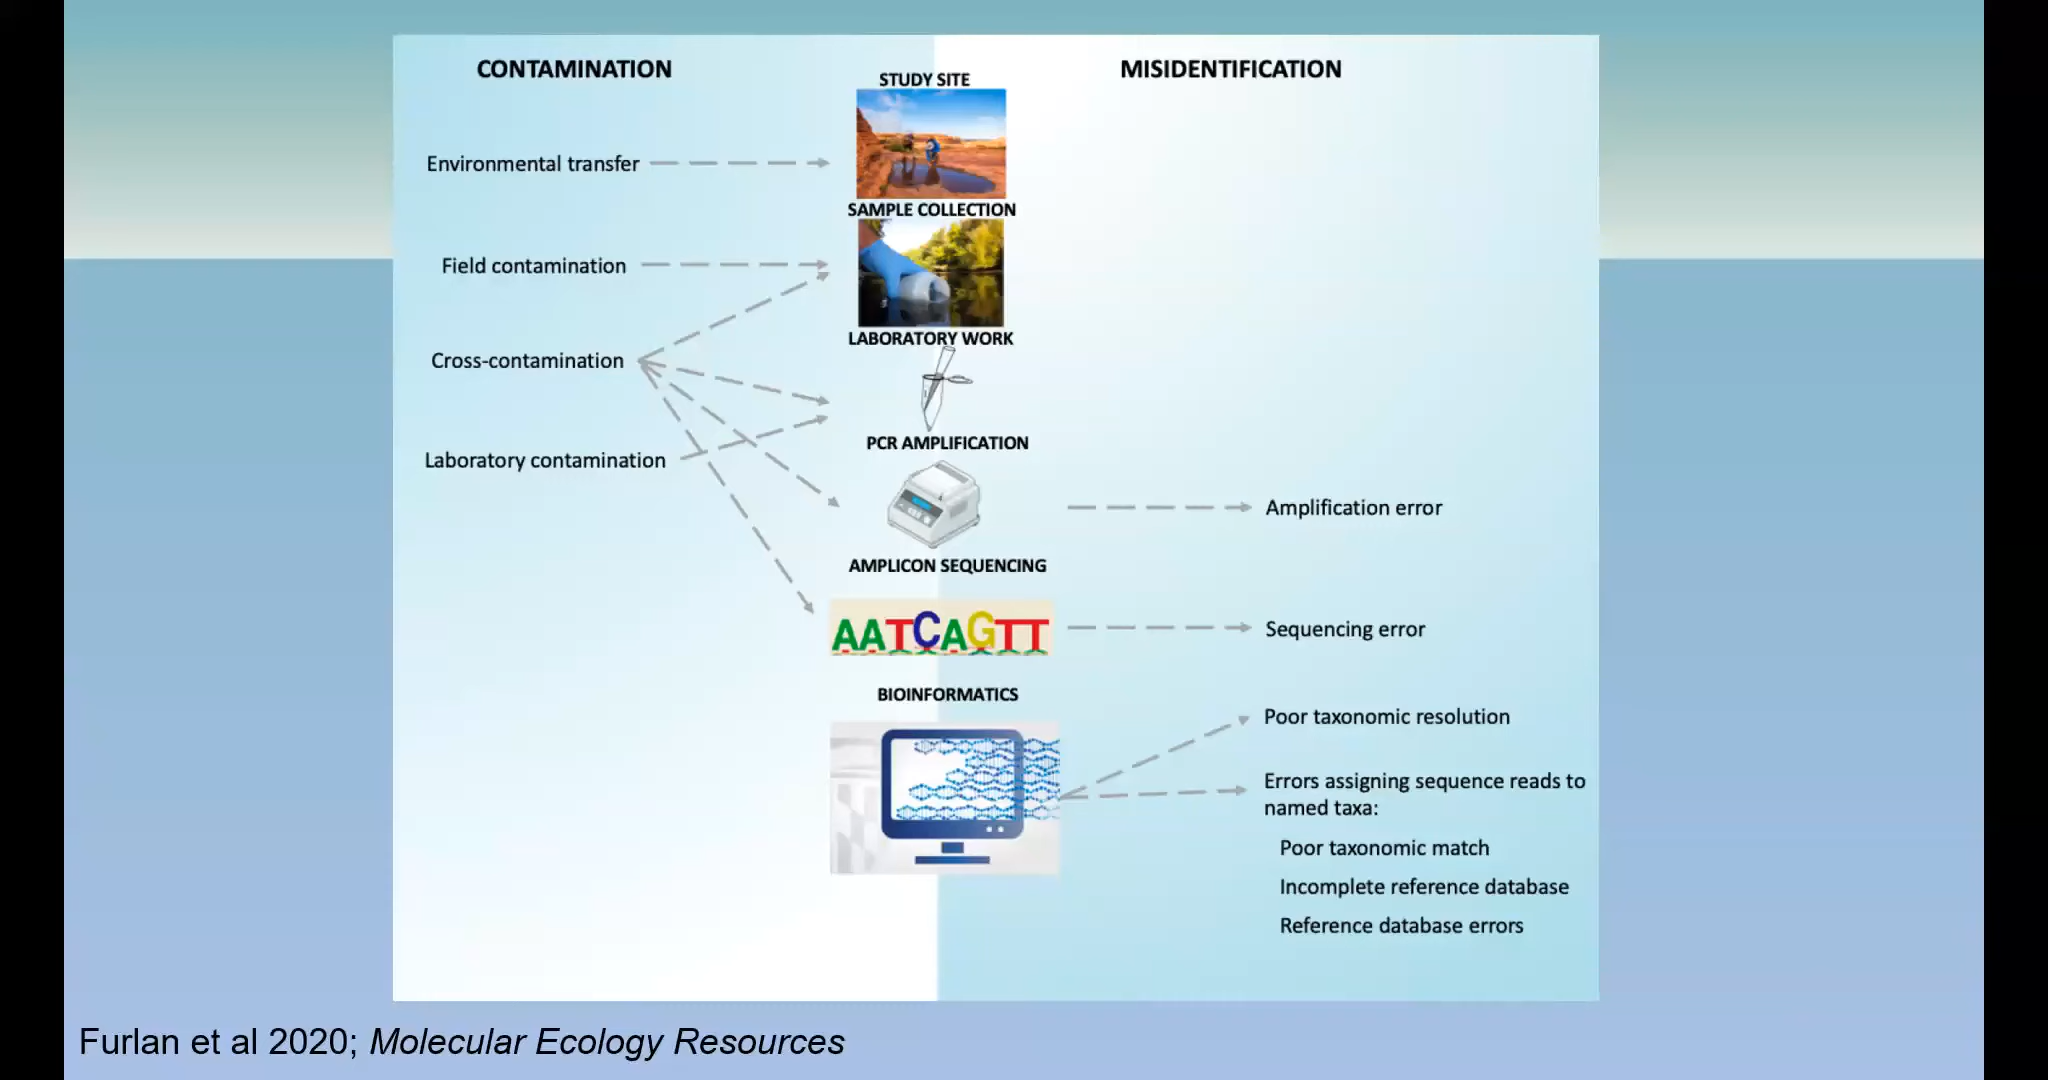 CONTAMINATION
MISIDENTIFICATION
STUDY SITE
Environmental transfer
SAMPLE COLLECTION
Field contamination
LABORATORY WORK
Cross-contamination
PCR AMPLIFICATION
Laboratory contamination
Amplification error
AMPLICON SEQUENCING
AATCAGTT
Sequencing error
BIOINFORMATICS
Poor taxonomic resolution
Errors assigning sequence reads to
named taxa:
Poor taxonomic match
Incomplete reference database
Reference database errors
Furlan et al 2020; Molecular Ecology Resources